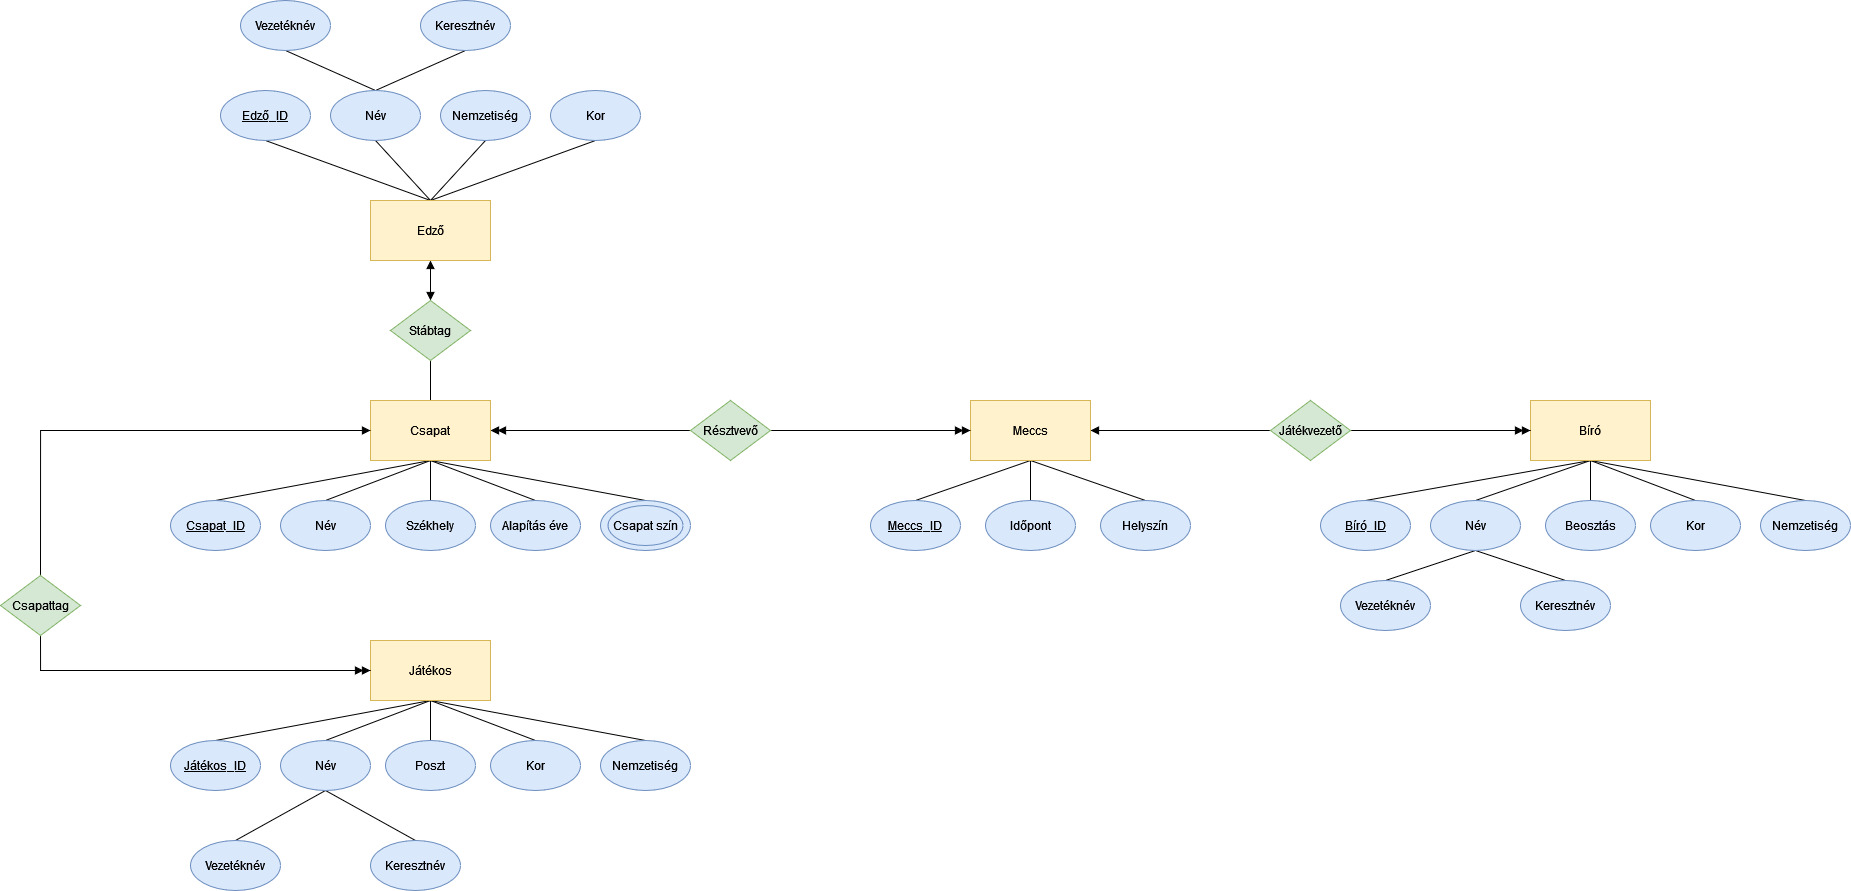 Vezetéknév
Keresztnév
Edző_ID
Név
Nemzetiség
Kor
Edző
Stábtag
Csapat
Résztvevő
Meccs
Játékvezető
Bíró
Csapat_ID
Név
Székhely
Alapítás éve
Csapat szín
Meccs_ID
Időpont
Helyszín
Bíró_ID
Név
Beosztás
Kor
Nemzetiség
Csapattag
Vezetéknév
Keresztnév
Játékos
Játékos_ID
Név
Poszt
Kor
Nemzetiség
Vezetéknév
Keresztnév